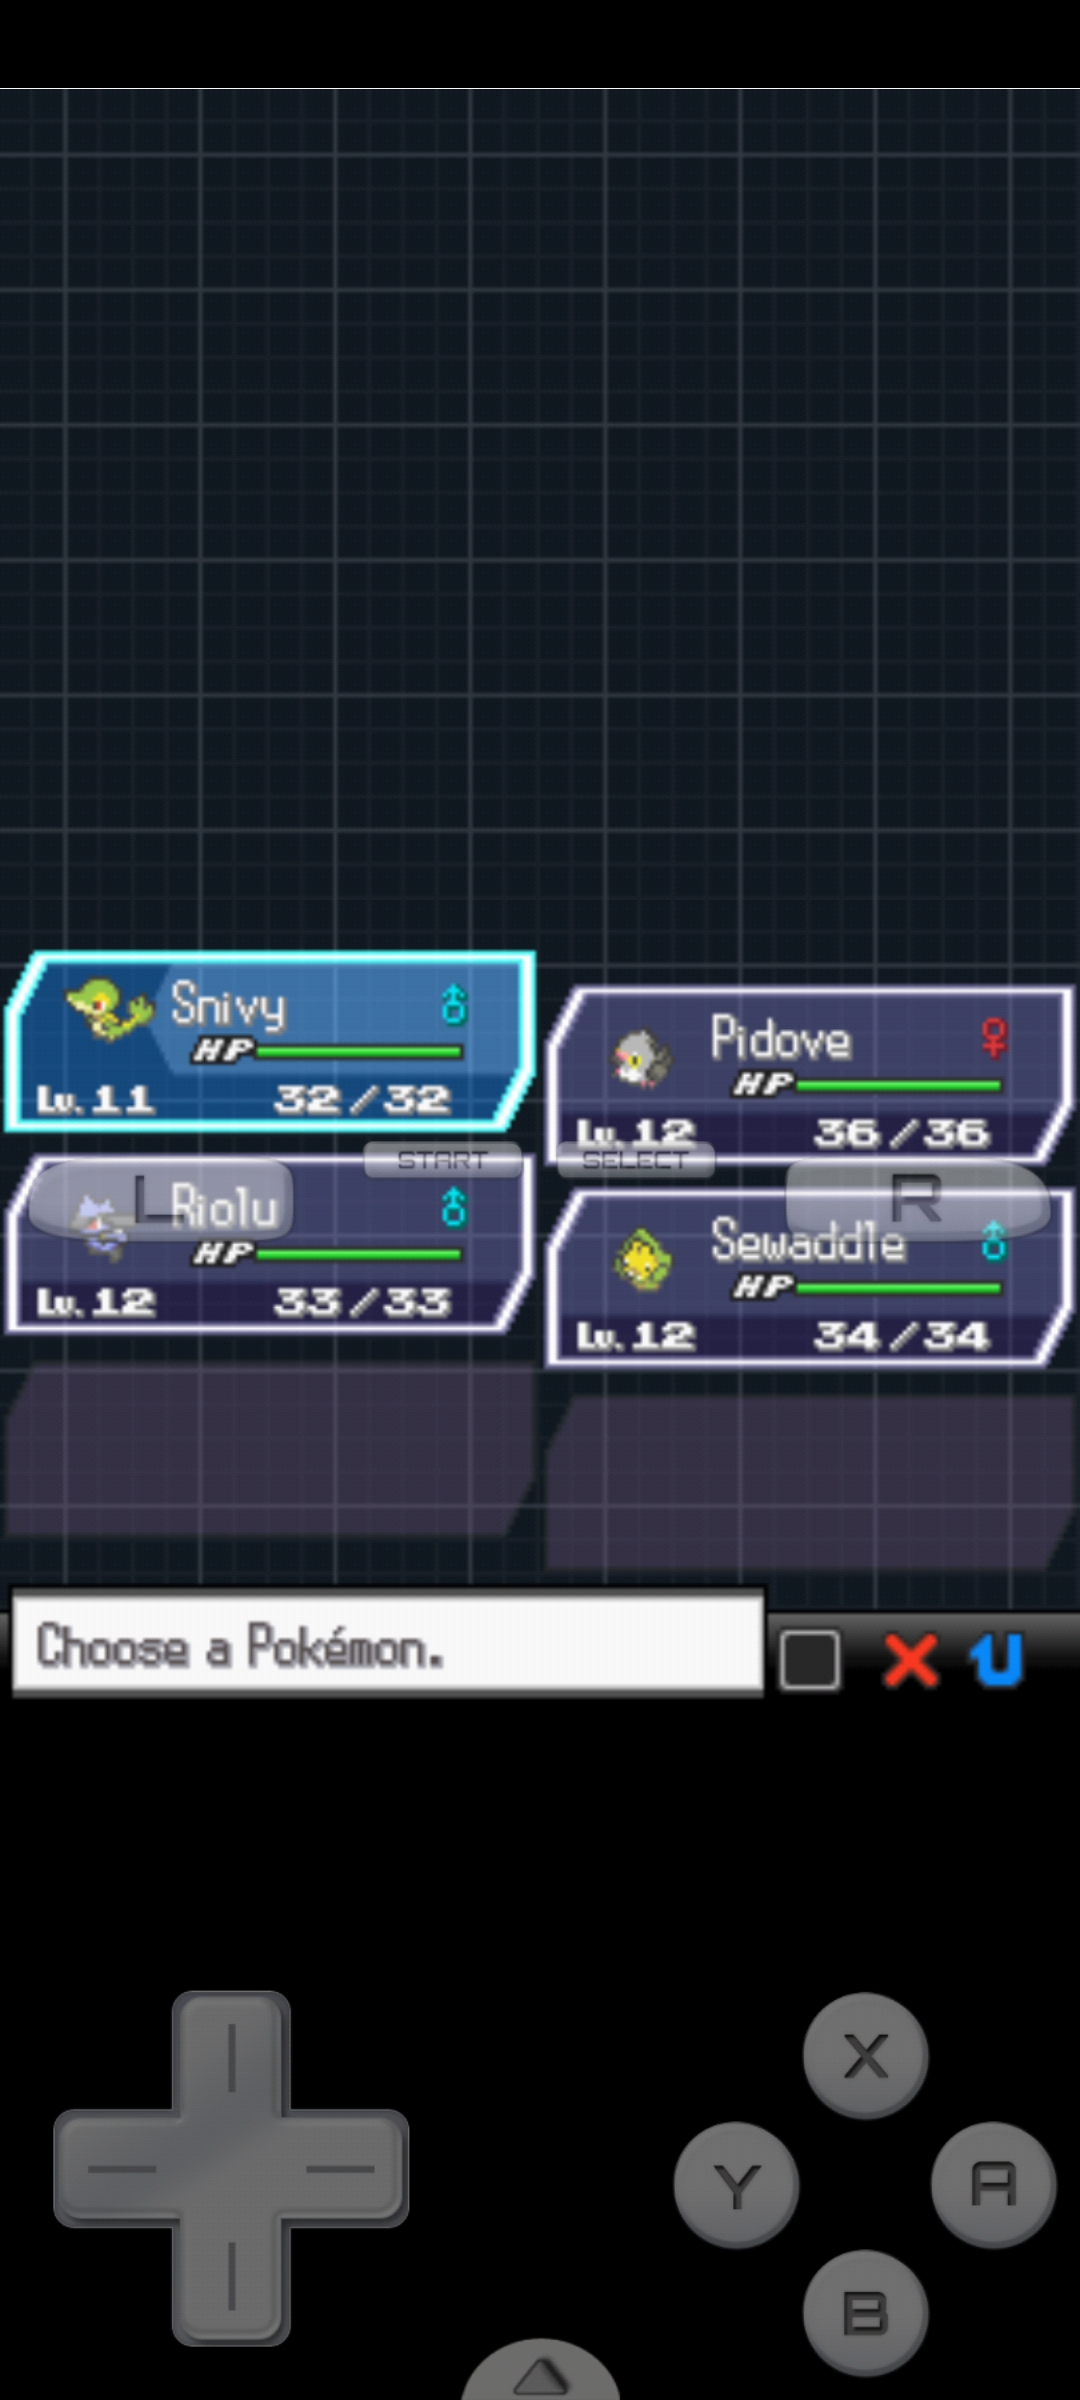 Snivy ♂
HP
Lv.11 32/32
Pidove ♀
HP
Lv.12 36/36
START
SELECT
L
R
Riolu ♂
HP
Lv.12 33/33
Sewaddle ♂
HP
Lv.12 34/34
Choose a Pokémon.
X
Y
A
B